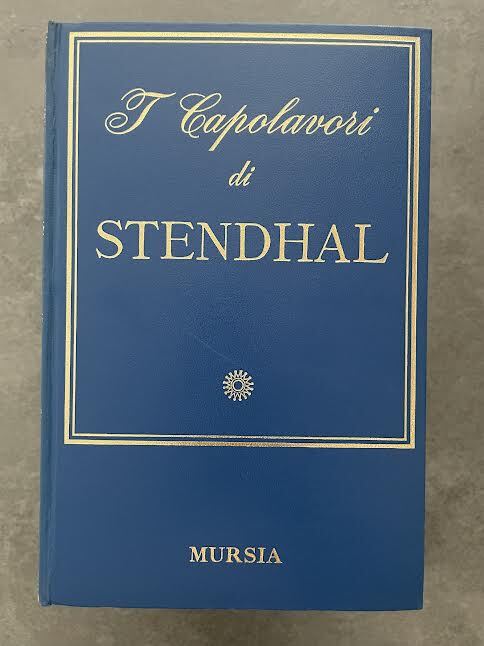 I Capolavori
di
STENDHAL
MURSIA